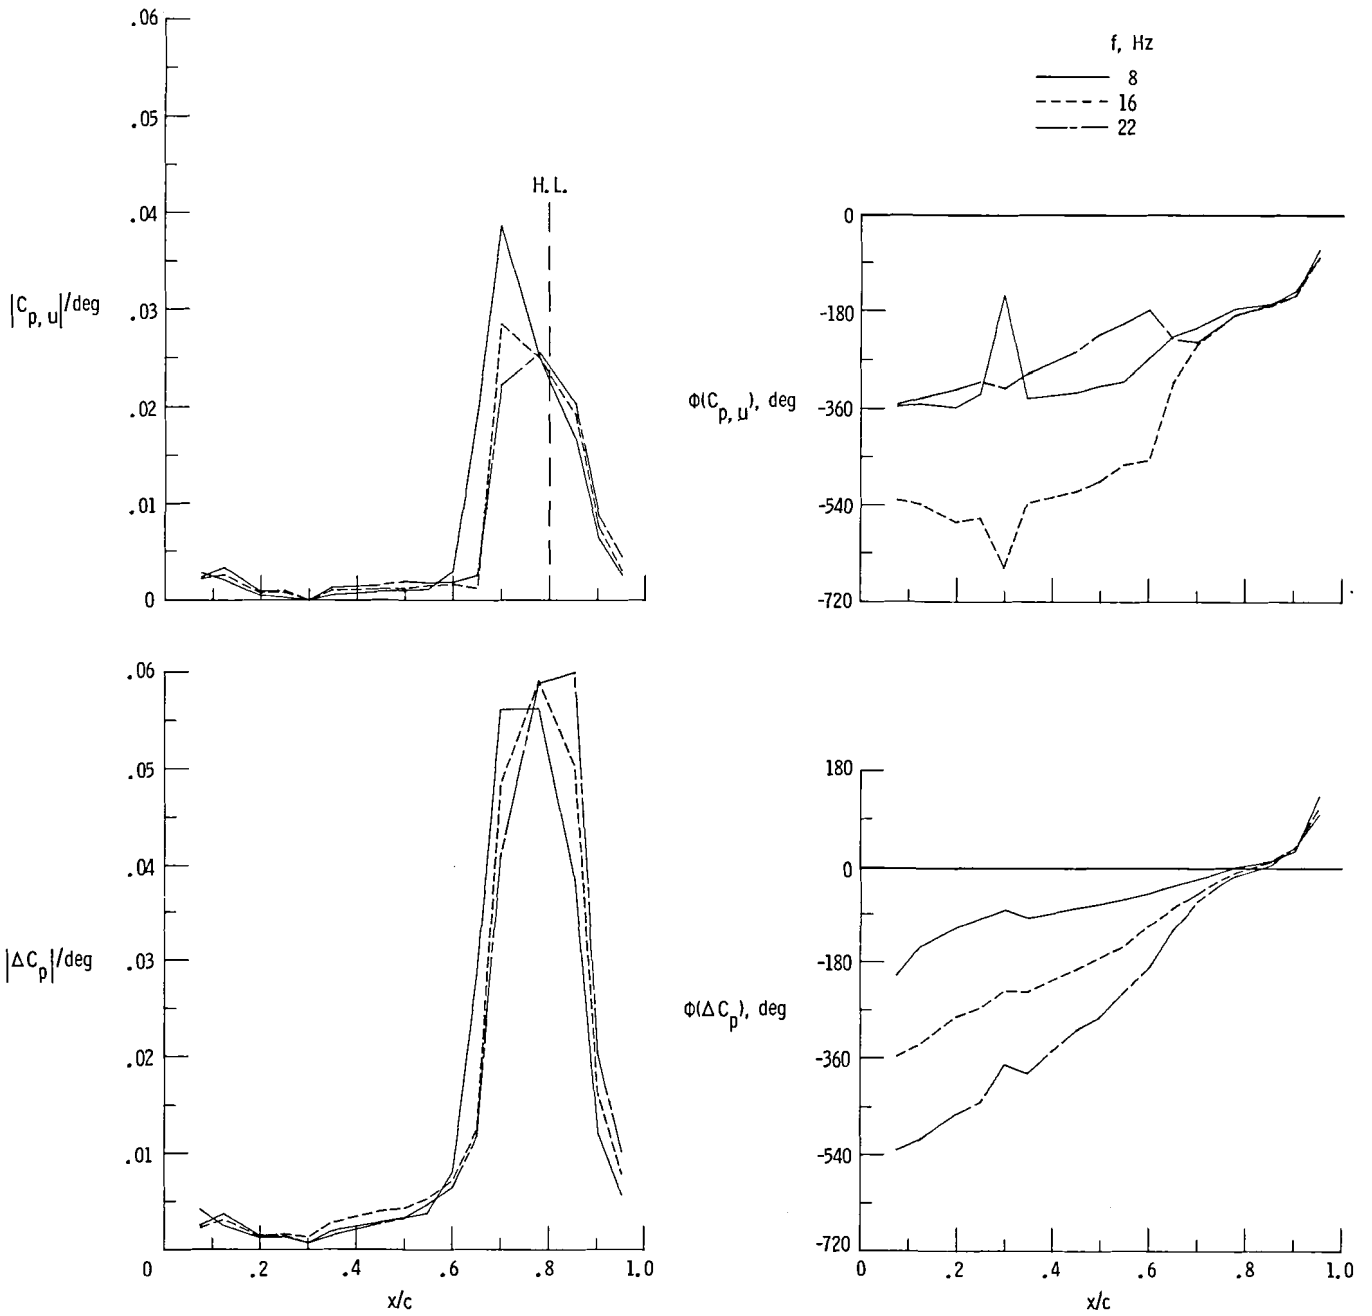 f, Hz
8
16
22
.06
.05
.04
.03
.02
.01
0
|C_p, u|/deg
H. L.
0
-180
-360
-540
-720
Φ(C_p, u), deg
.06
.05
.04
.03
.02
.01
|ΔC_p|/deg
0 .2 .4 .6 .8 1.0
x/c
180
0
-180
-360
-540
-720
Φ(ΔC_p), deg
0 .2 .4 .6 .8 1.0
x/c